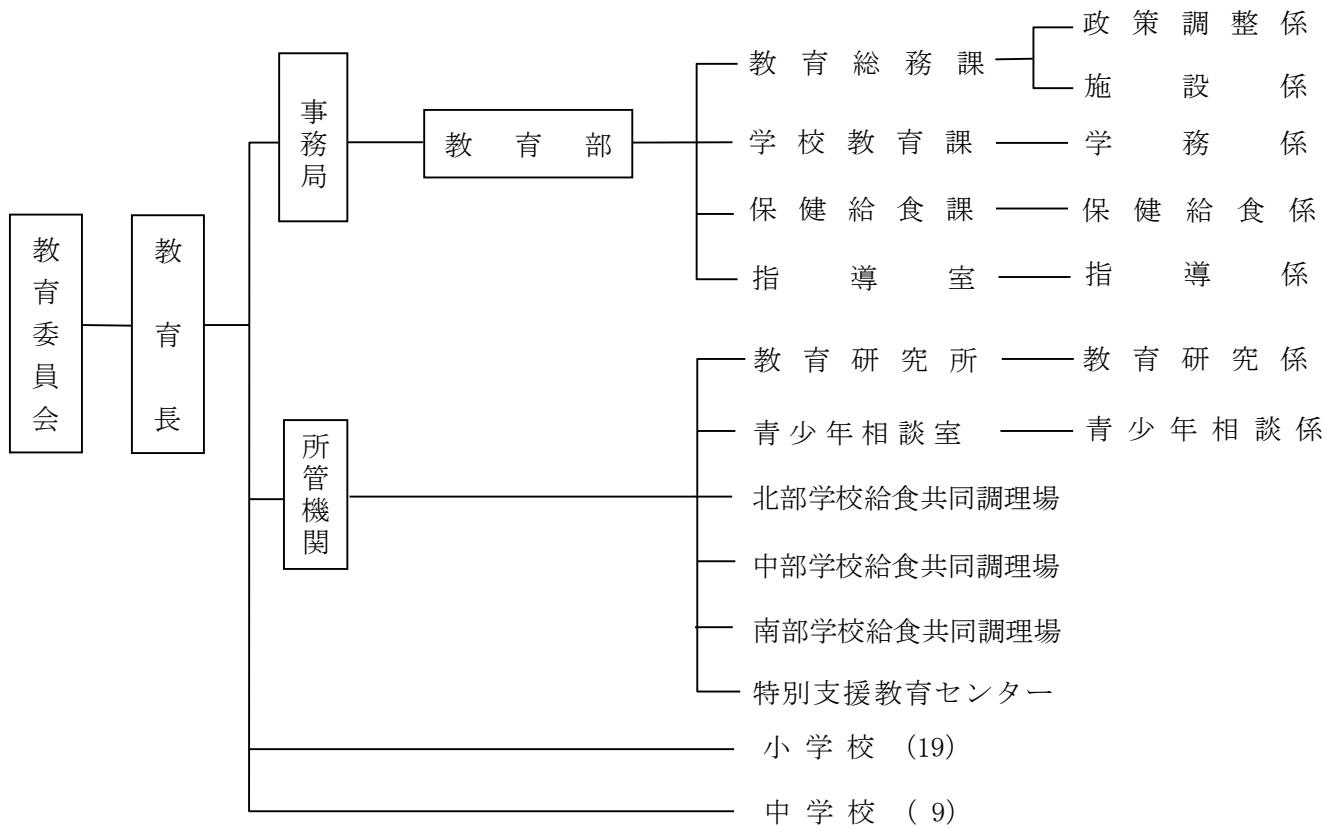 教育委員会
教育長
事務局
教育部
教育総務課
政策調整係
施設係
学校教育課
学務係
保健給食課
保健給食係
指導室
指導係
所管機関
教育研究所
教育研究係
青少年相談室
青少年相談係
北部学校給食共同調理場
中部学校給食共同調理場
南部学校給食共同調理場
特別支援教育センター
小学校 (19)
中学校 ( 9)